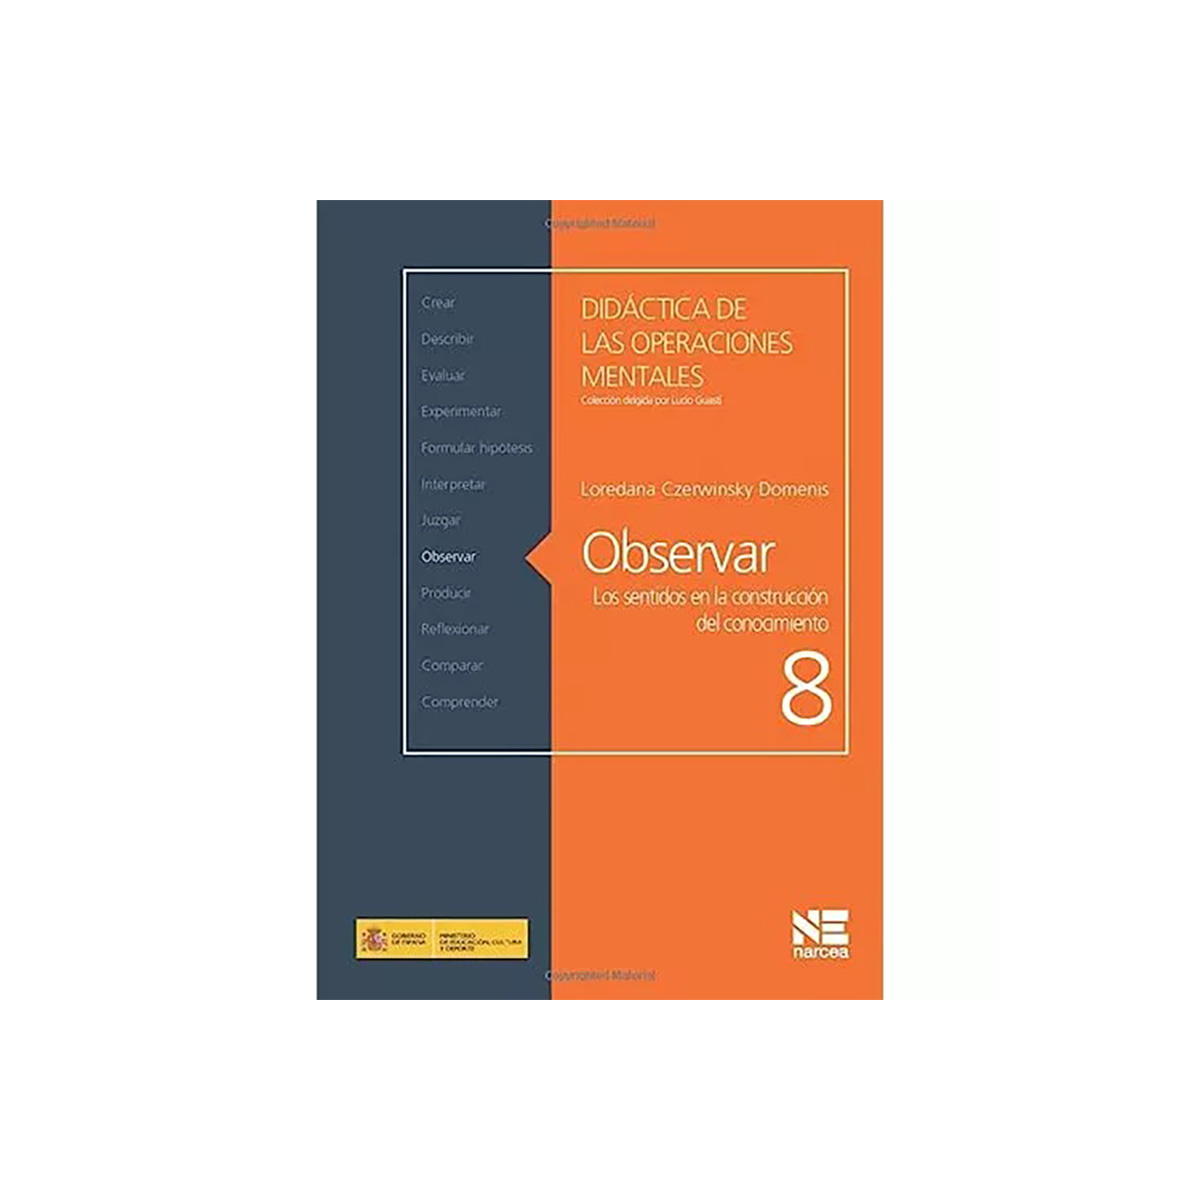 Copyrighted Material
Crear
Describir
Evaluar
Experimentar
Formular hipótesis
Interpretar
Juzgar
Observar
Producir
Reflexionar
Comparar
Comprender
DIDÁCTICA DE
LAS OPERACIONES
MENTALES
Colección dirigida por Lucio Guasti
Loredana Czerwinsky Domenis
Observar
Los sentidos en la construcción
del conocimiento
8
GOBIERNO
DE ESPAÑA
MINISTERIO
DE EDUCACIÓN, CULTURA
Y DEPORTE
NE
narcea
Copyrighted Material